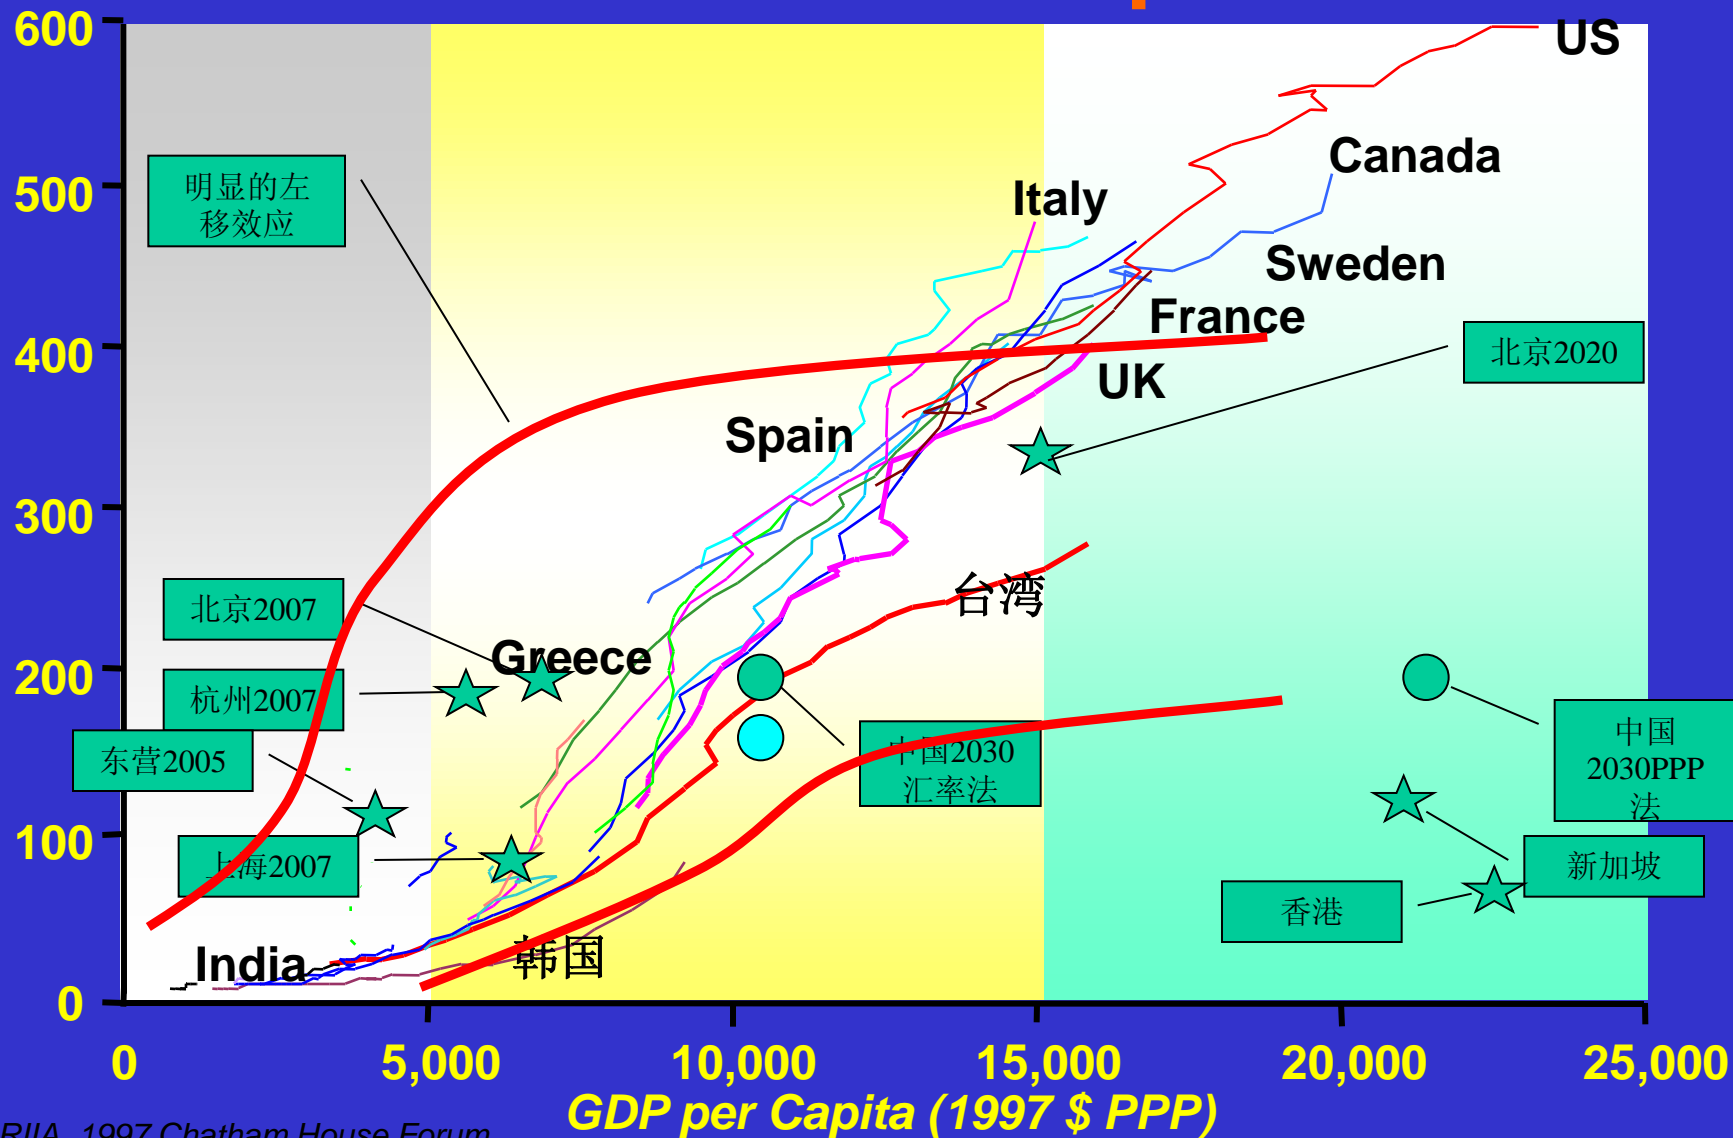 600
500
400
300
200
100
0
0
5,000
10,000
15,000
20,000
25,000
GDP per Capita (1997 $ PPP)
RIIA, 1997 Chatham House Forum
US
Canada
Italy
Sweden
France
UK
Spain
Greece
台湾
韩国
India
明显的左
移效应
北京2020
北京2007
杭州2007
东营2005
上海2007
中国2030
汇率法
中国
2030PPP
法
新加坡
香港